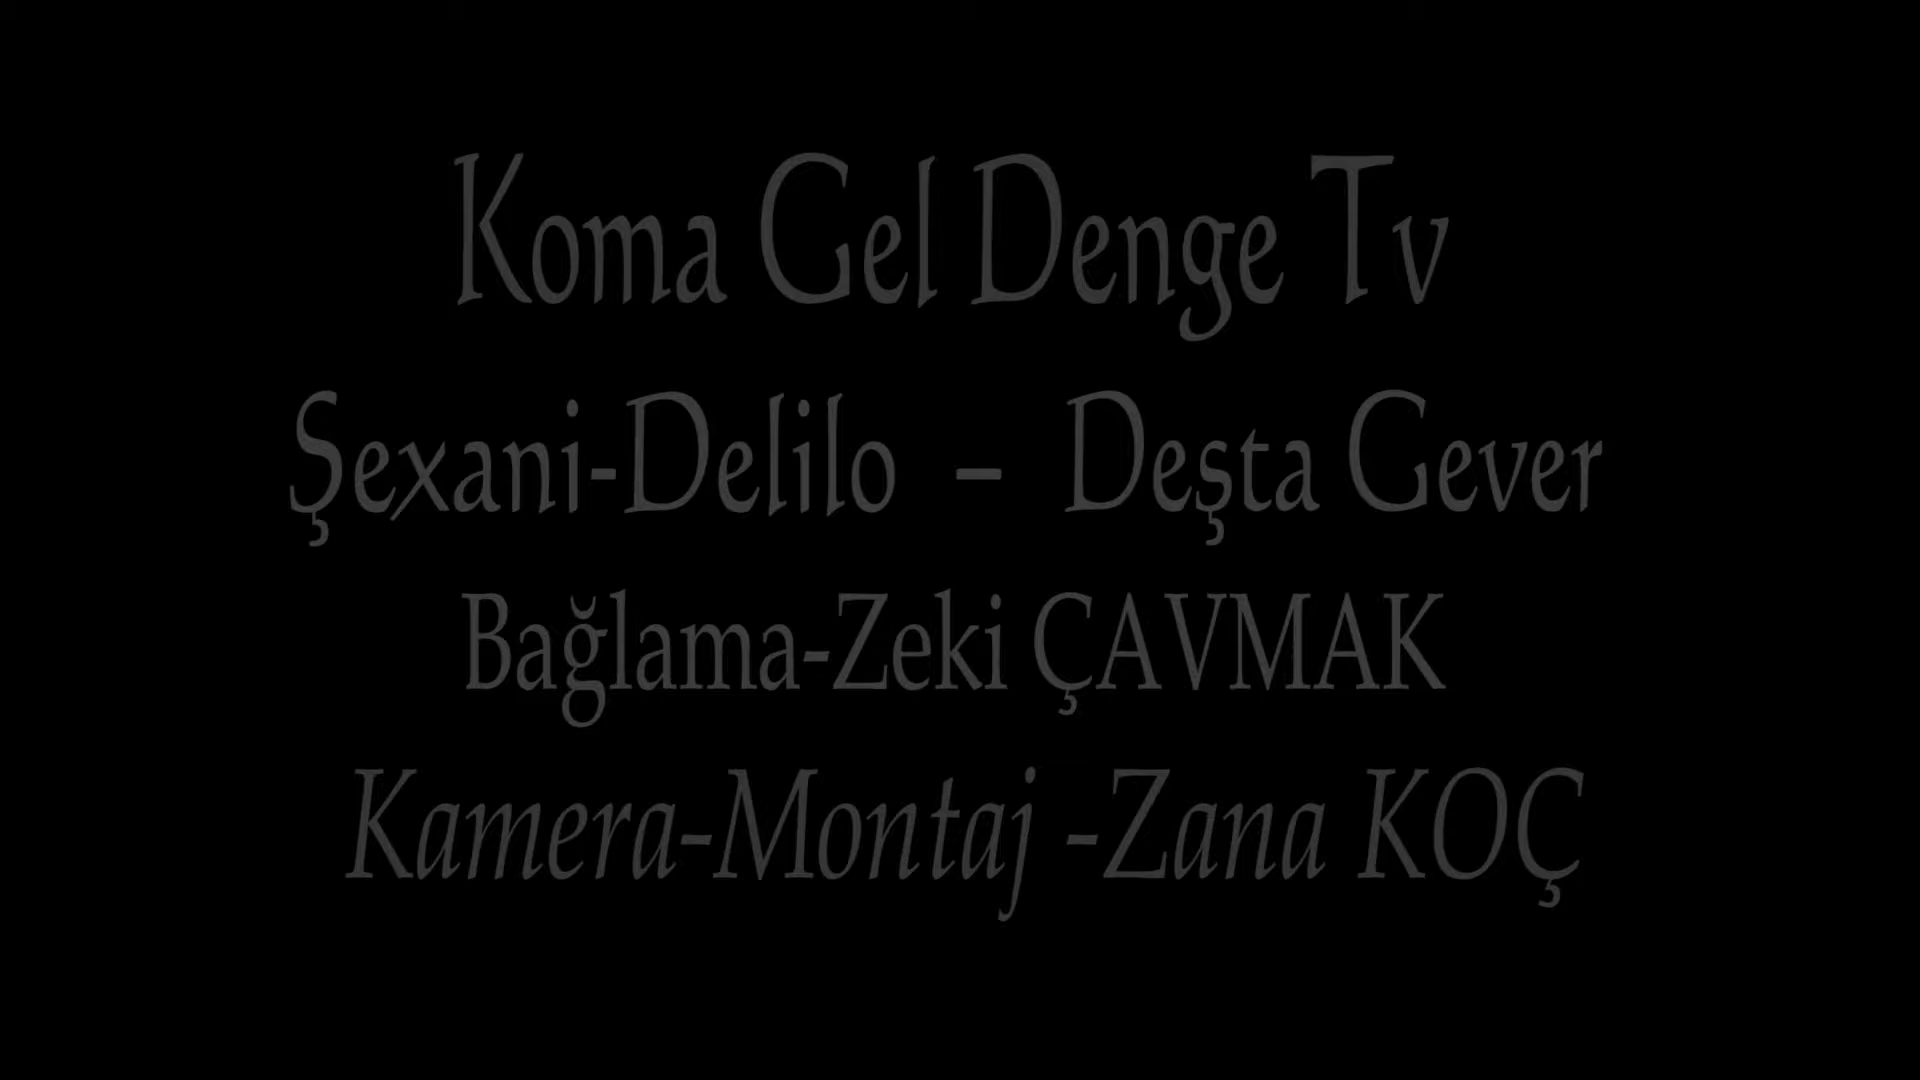 Koma Gel Denge Tv
Şexani-Delilo – Deşta Gever
Bağlama-Zeki ÇAVMAK
Kamera-Montaj -Zana KOÇ